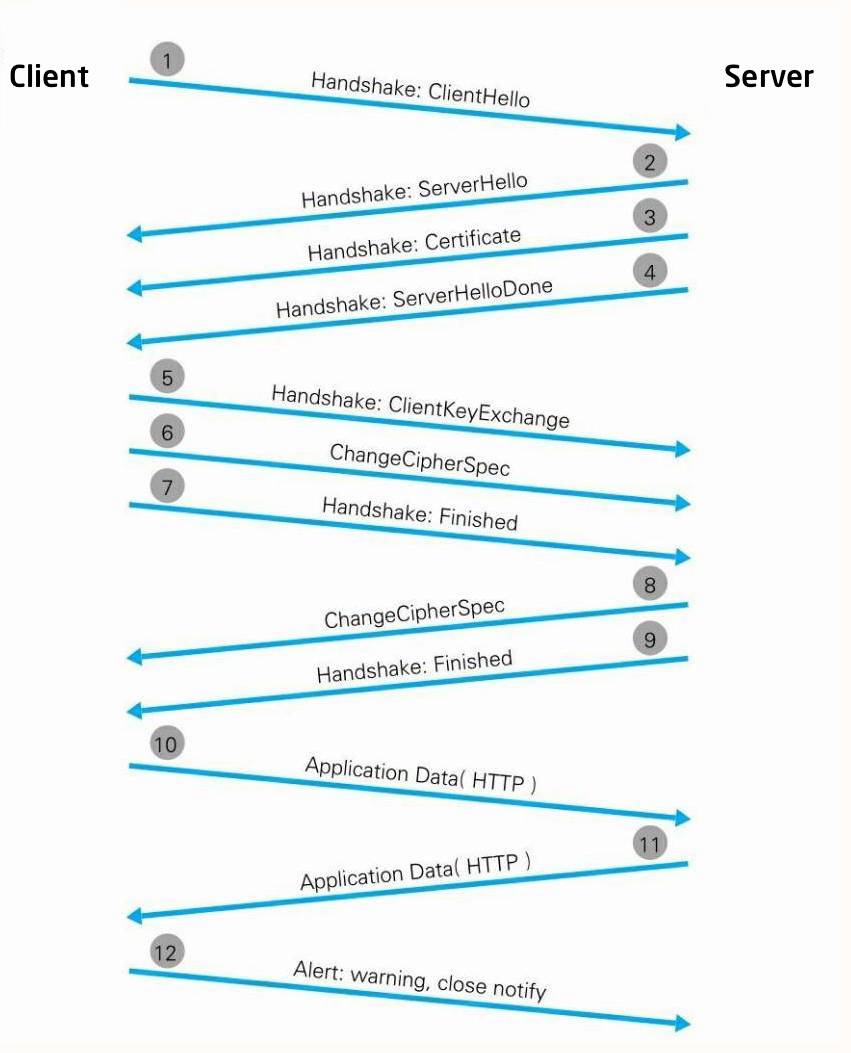 Client
Server
1
Handshake: ClientHello
2
Handshake: ServerHello
3
Handshake: Certificate
4
Handshake: ServerHelloDone
5
Handshake: ClientKeyExchange
6
ChangeCipherSpec
7
Handshake: Finished
8
ChangeCipherSpec
9
Handshake: Finished
10
Application Data( HTTP )
11
Application Data( HTTP )
12
Alert: warning, close notify